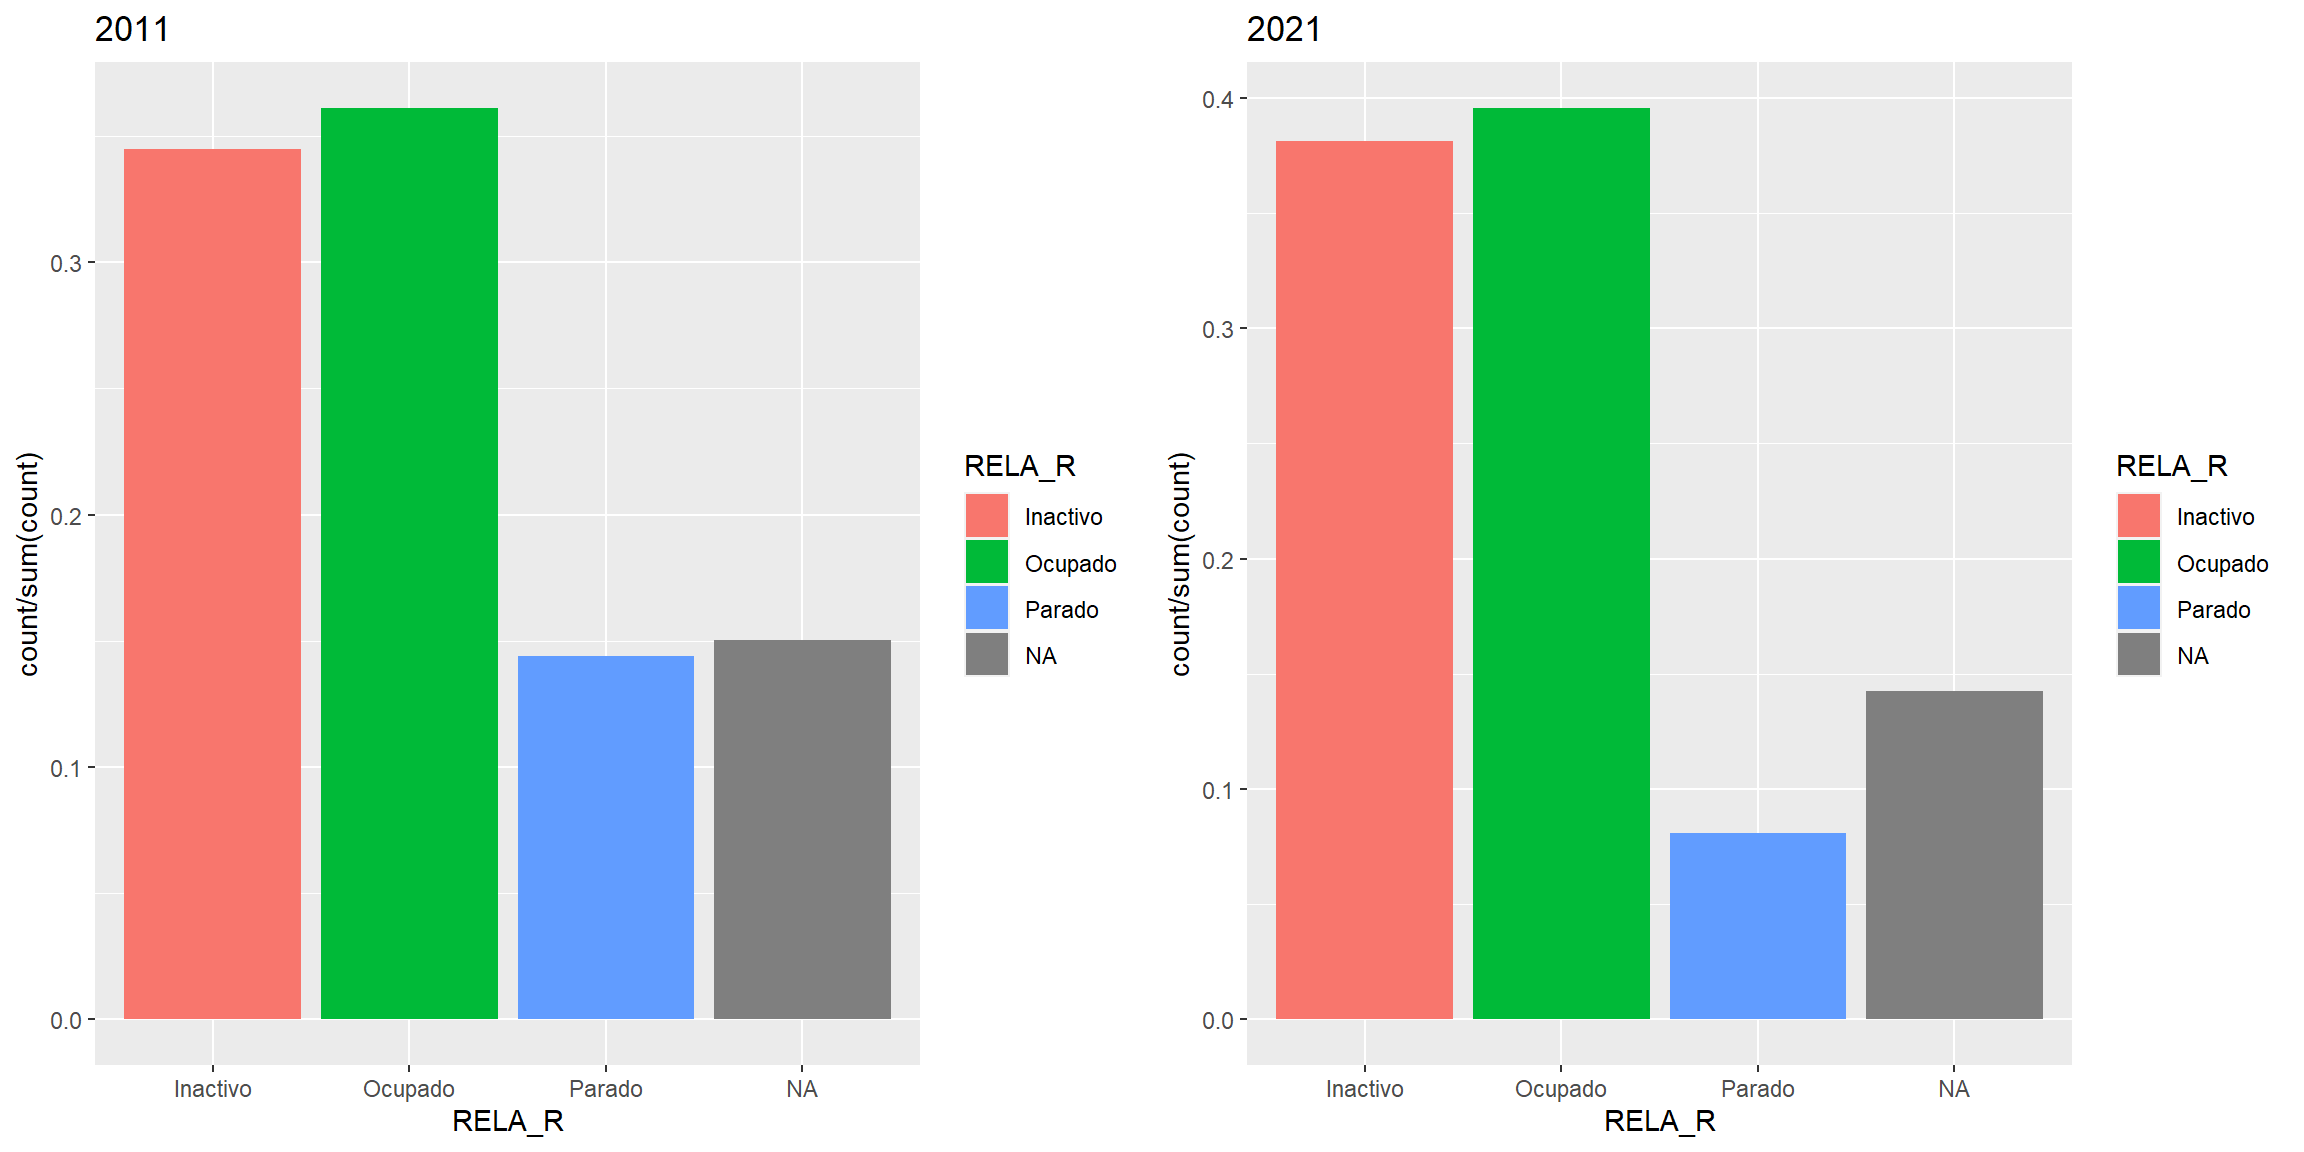 2011
0.3
0.2
0.1
0.0
count/sum(count)
Inactivo
Ocupado
Parado
NA
RELA_R
RELA_R
Inactivo
Ocupado
Parado
NA
2021
0.4
0.3
0.2
0.1
0.0
count/sum(count)
Inactivo
Ocupado
Parado
NA
RELA_R
RELA_R
Inactivo
Ocupado
Parado
NA